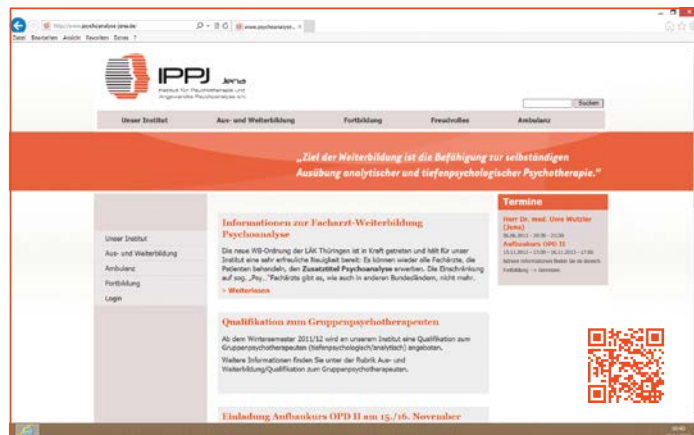 http://www.psychoanalyse-jena.de/
www.psychoanalyse...
Datei Bearbeiten Ansicht Favoriten Extras ?
IPPJ Jena
Institut für Psychotherapie und
Angewandte Psychoanalyse e.V.
Suchen
Unser Institut Aus- und Weiterbildung Fortbildung Freudvolles Ambulanz
„Ziel der Weiterbildung ist die Befähigung zur selbständigen
Ausübung analytischer und tiefenpsychologischer Psychotherapie."
Unser Institut
Aus- und Weiterbildung
Ambulanz
Fortbildung
Login
Informationen zur Facharzt-Weiterbildung
Psychoanalyse
Die neue WB-Ordnung der LÄK Thüringen ist in Kraft getreten und hält für unser
Institut eine sehr erfreuliche Neuigkeit bereit: Es können wieder alle Fachärzte, die
Patienten behandeln, den Zusatztitel Psychoanalyse erwerben. Die Einschränkung
auf sog. „Psy..."Fachärzte gibt es, wie auch in anderen Bundesländern, nicht mehr.
> Weiterlesen
Qualifikation zum Gruppenpsychotherapeuten
Ab dem Wintersemester 2011/12 wird an unserem Institut eine Qualifikation zum
Gruppenpsychotherapeuten (tiefenpsychologisch/analytisch) angeboten.
Weitere Informationen finden Sie unter der Rubrik Aus- und
Weiterbildung/Qualifikation zum Gruppenpsychotherapeuten.
Einladung Aufbaukurs OPD II am 15./16. November
Termine
Herr Dr. med. Uwe Wutzler
(Jena)
Aufbaukurs OPD II
Nähere Informationen finden Sie im Bereich
Fortbildung -> Terminen.